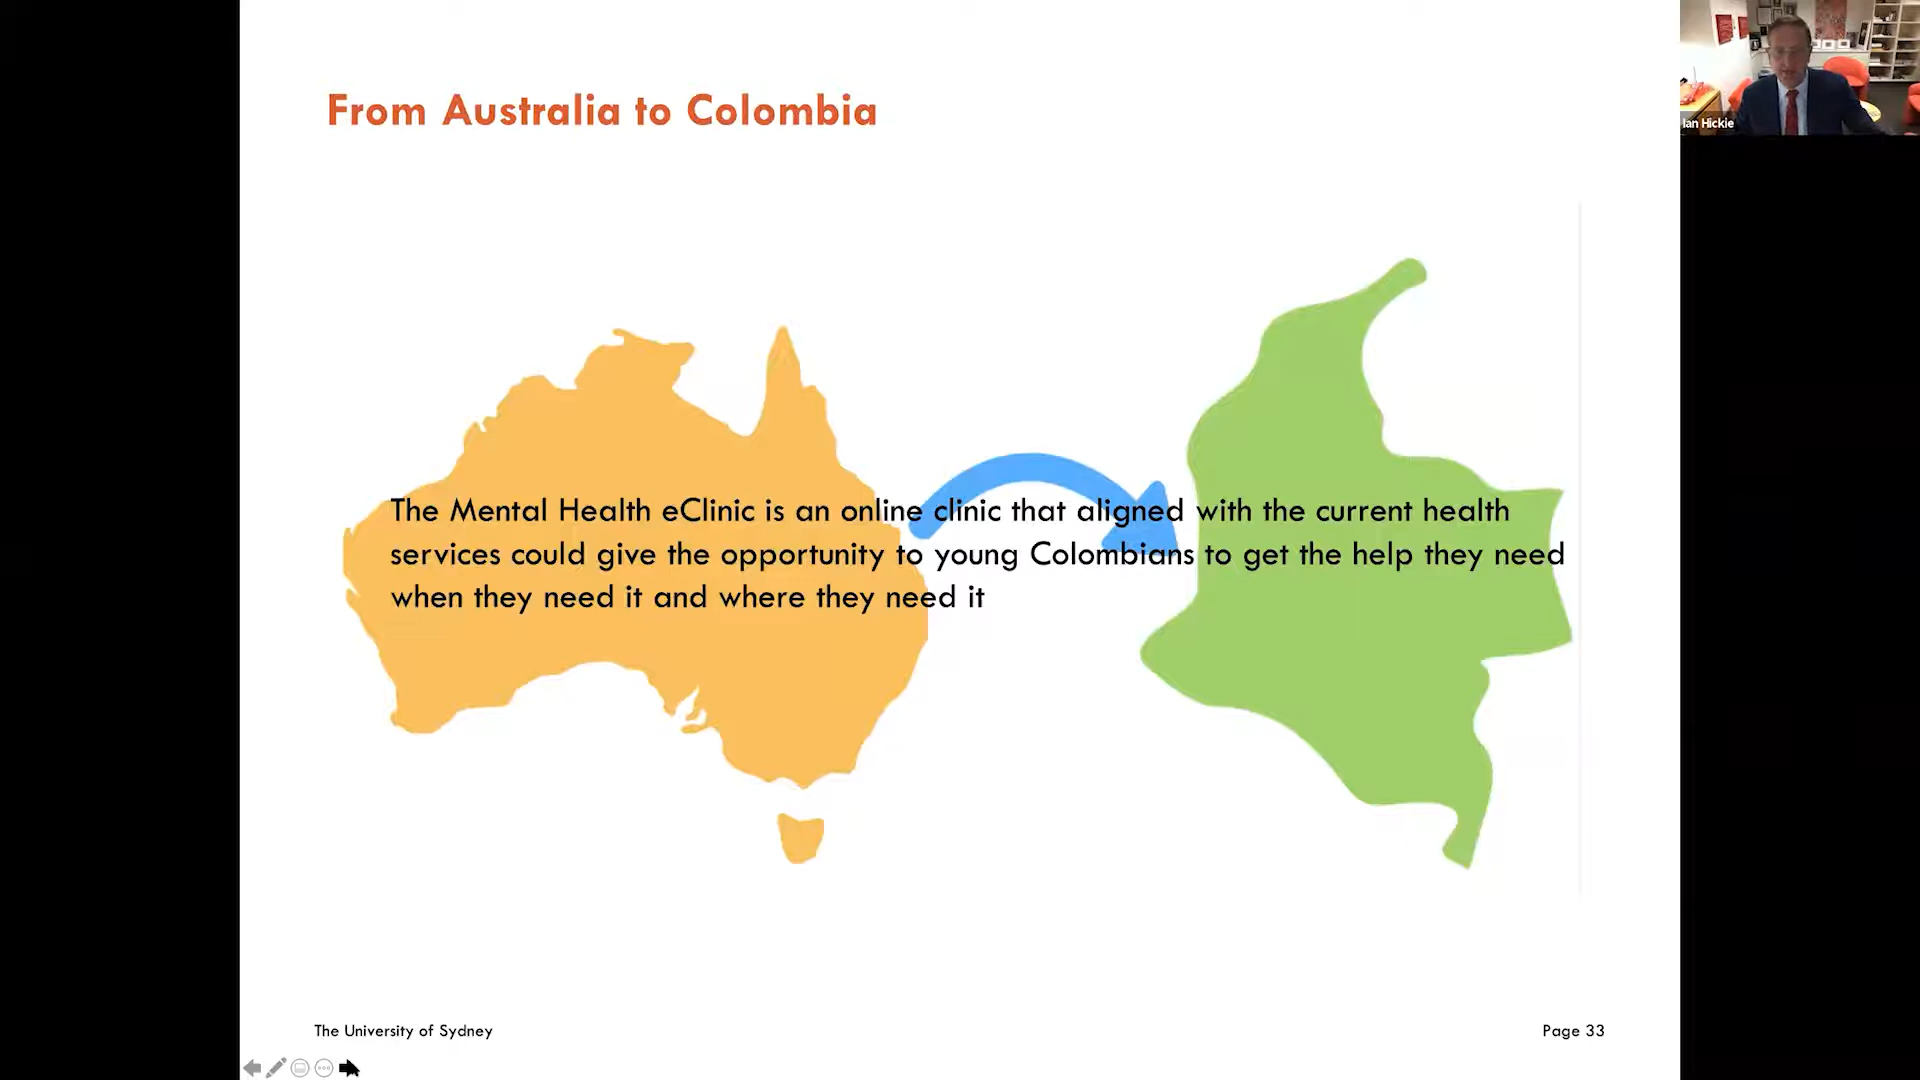 From Australia to Colombia
Ian Hickie
The Mental Health eClinic is an online clinic that aligned with the current health
services could give the opportunity to young Colombians to get the help they need
when they need it and where they need it
The University of Sydney
Page 33